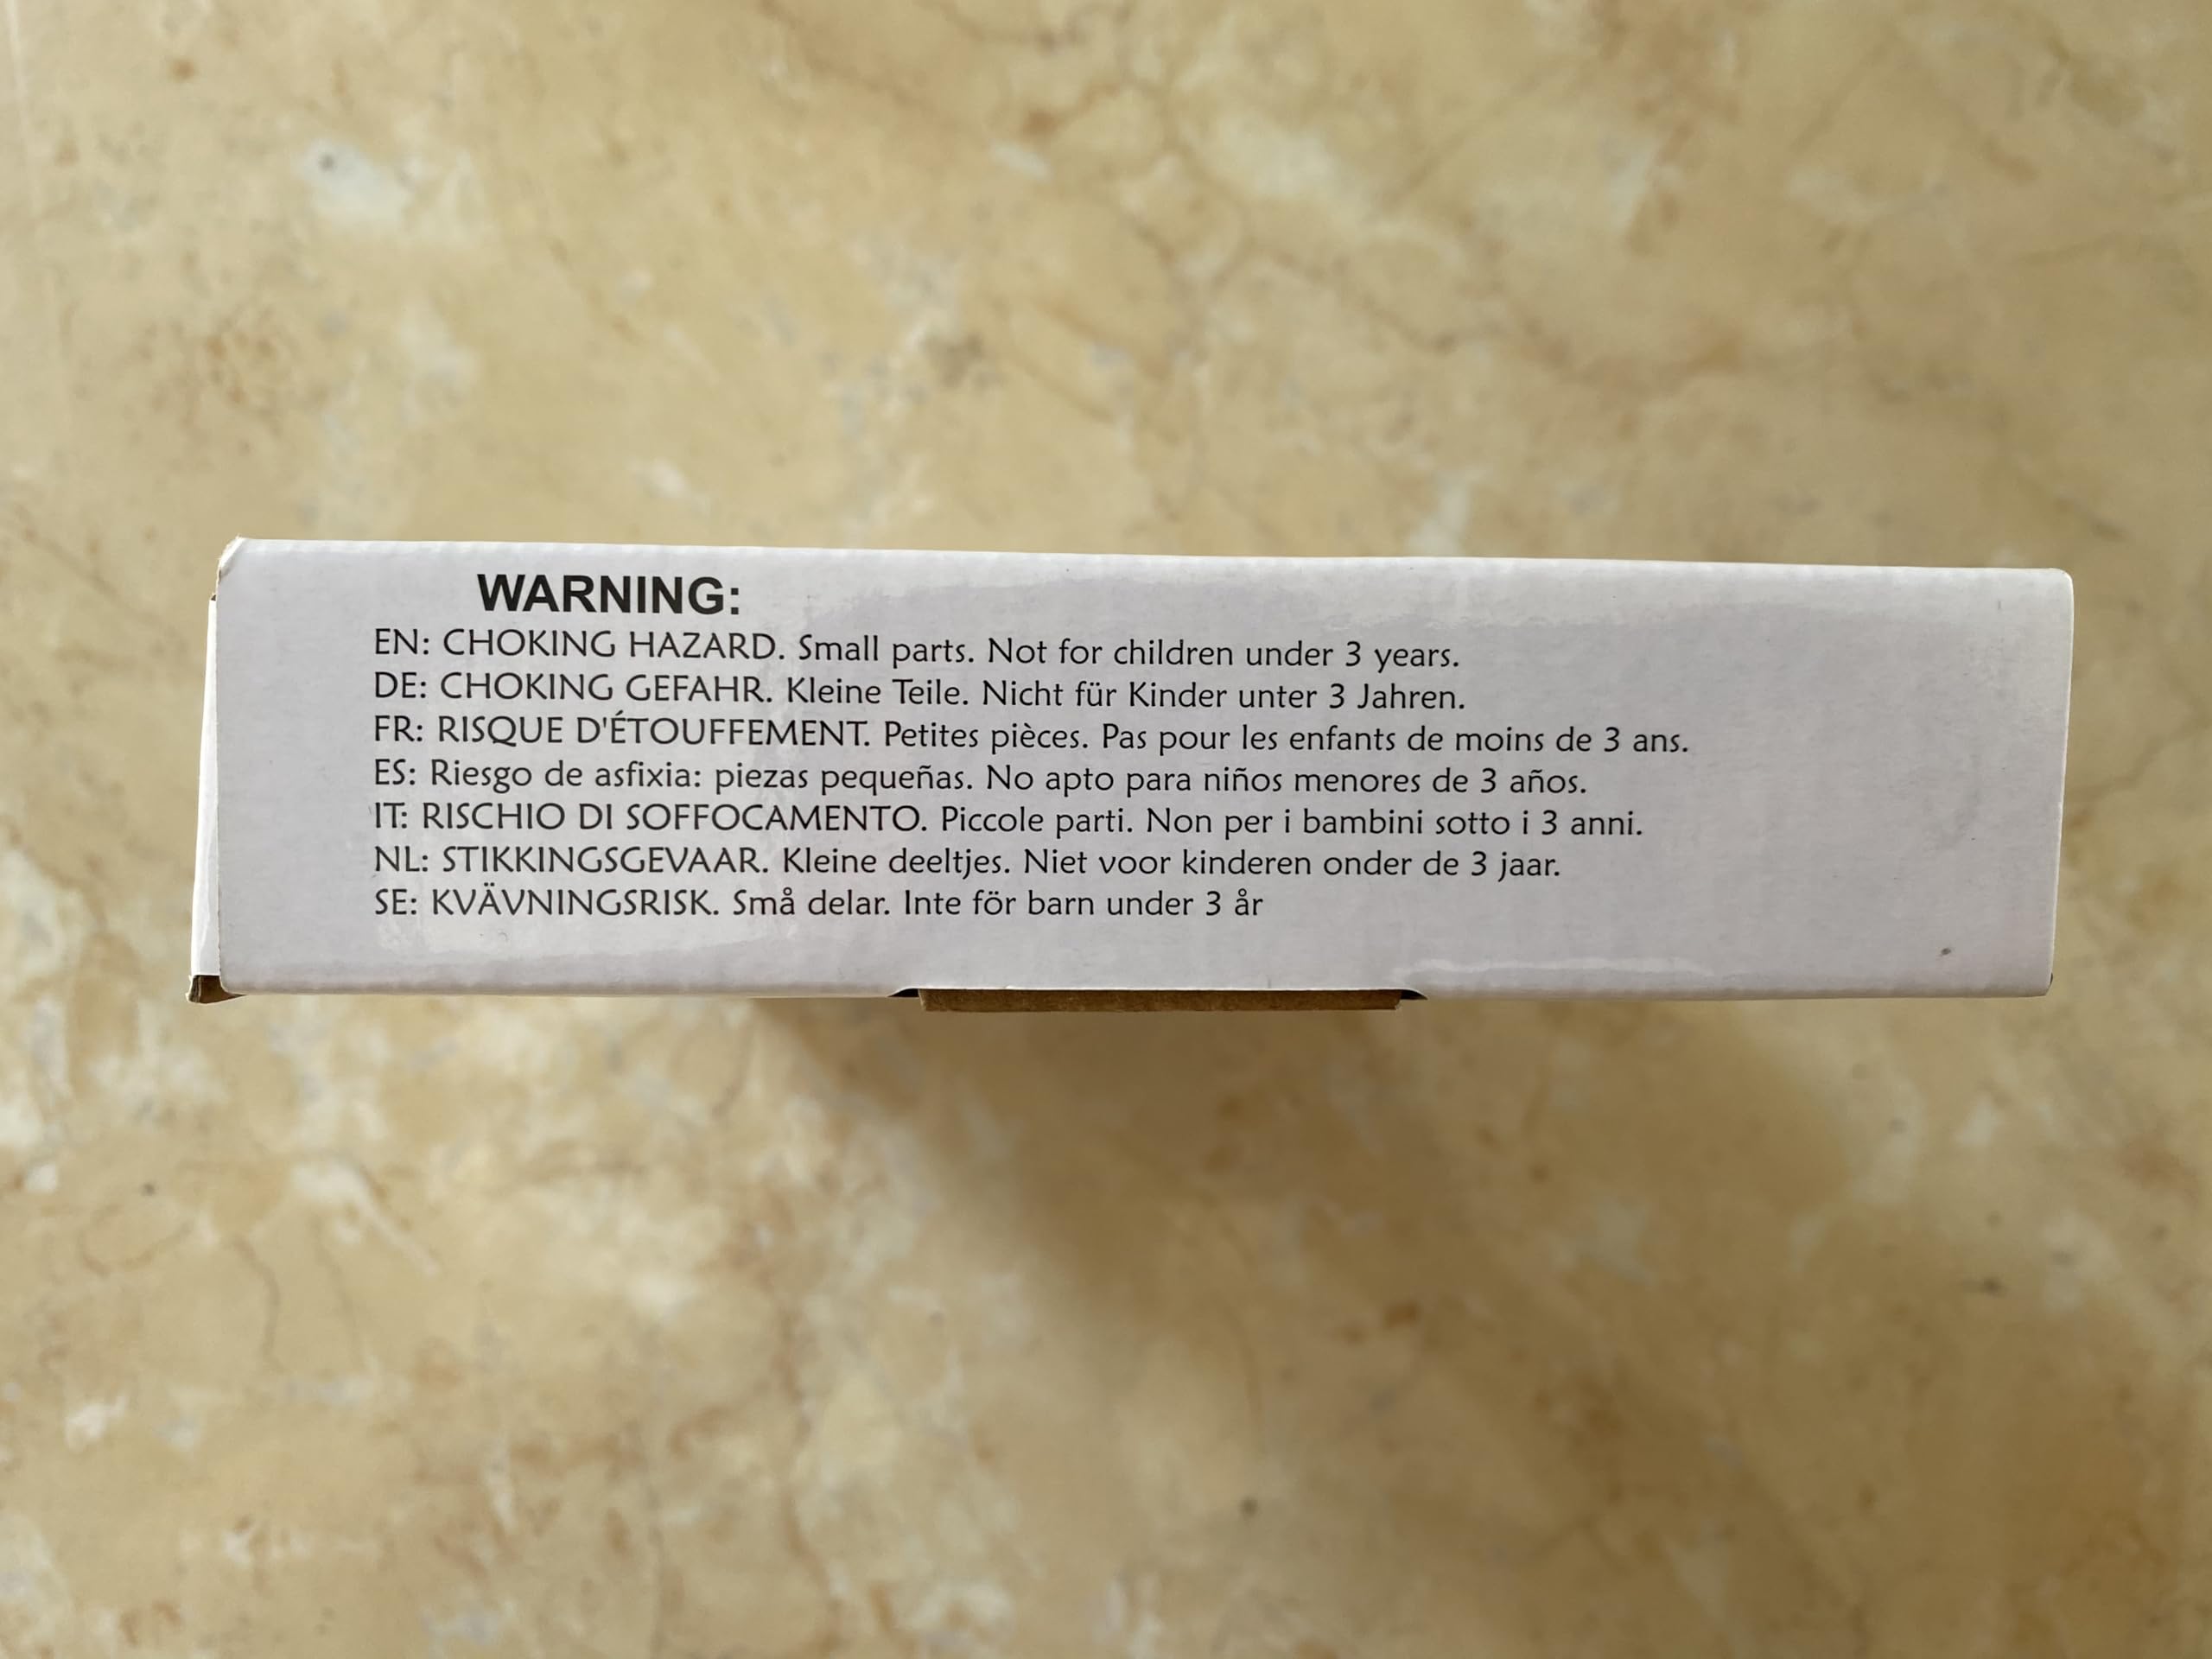 WARNING:
EN: CHOKING HAZARD. Small parts. Not for children under 3 years.
DE: CHOKING GEFAHR. Kleine Teile. Nicht für Kinder unter 3 Jahren.
FR: RISQUE D'ÉTOUFFEMENT. Petites pièces. Pas pour les enfants de moins de 3 ans.
ES: Riesgo de asfixia: piezas pequeñas. No apto para niños menores de 3 años.
IT: RISCHIO DI SOFFOCAMENTO. Piccole parti. Non per i bambini sotto i 3 anni.
NL: STIKKINGSGEVAAR. Kleine deeltjes. Niet voor kinderen onder de 3 jaar.
SE: KVÄVNINGSRISK. Små delar. Inte för barn under 3 år